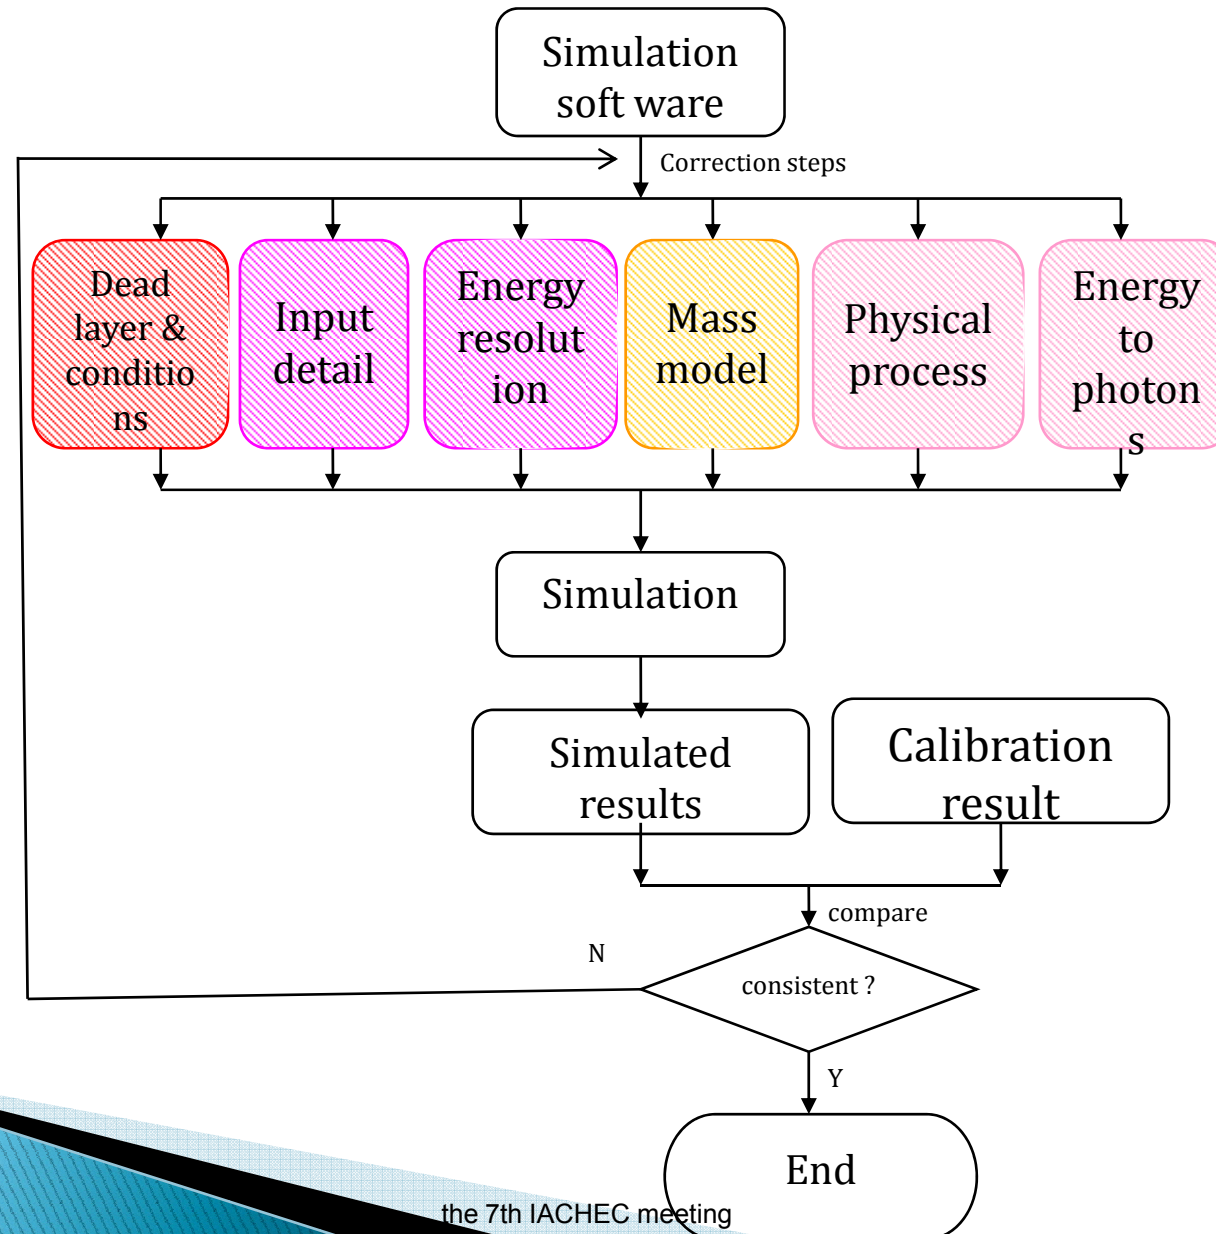 Simulation
soft ware
Correction steps
Dead
layer &
conditio
ns
Input
detail
Energy
resolut
ion
Mass
model
Physical
process
Energy
to
photon
s
Simulation
Simulated
results
Calibration
result
compare
N
consistent ?
Y
End
the 7th IACHEC meeting